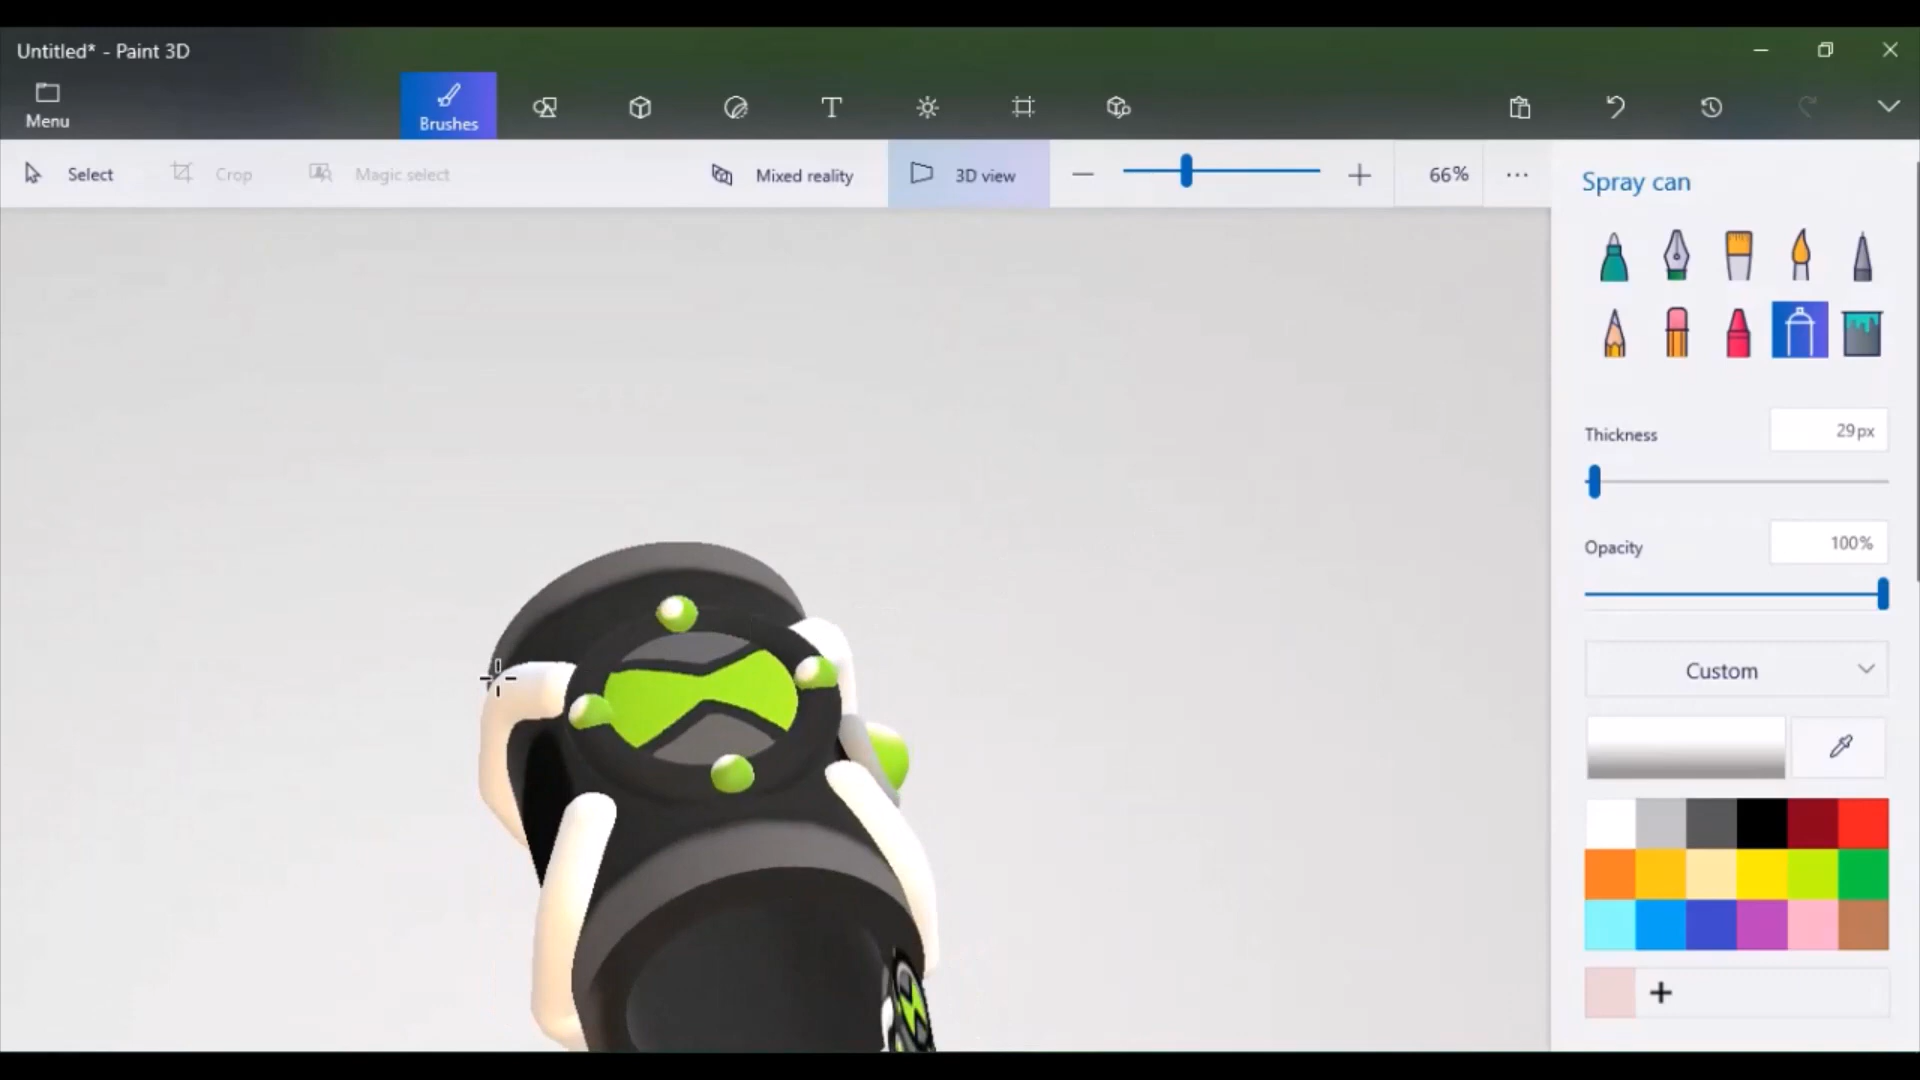 Untitled* - Paint 3D
Menu
Brushes
Select
Crop
Magic select
Mixed reality
3D view
66%
Spray can
Thickness
29px
Opacity
100%
Custom